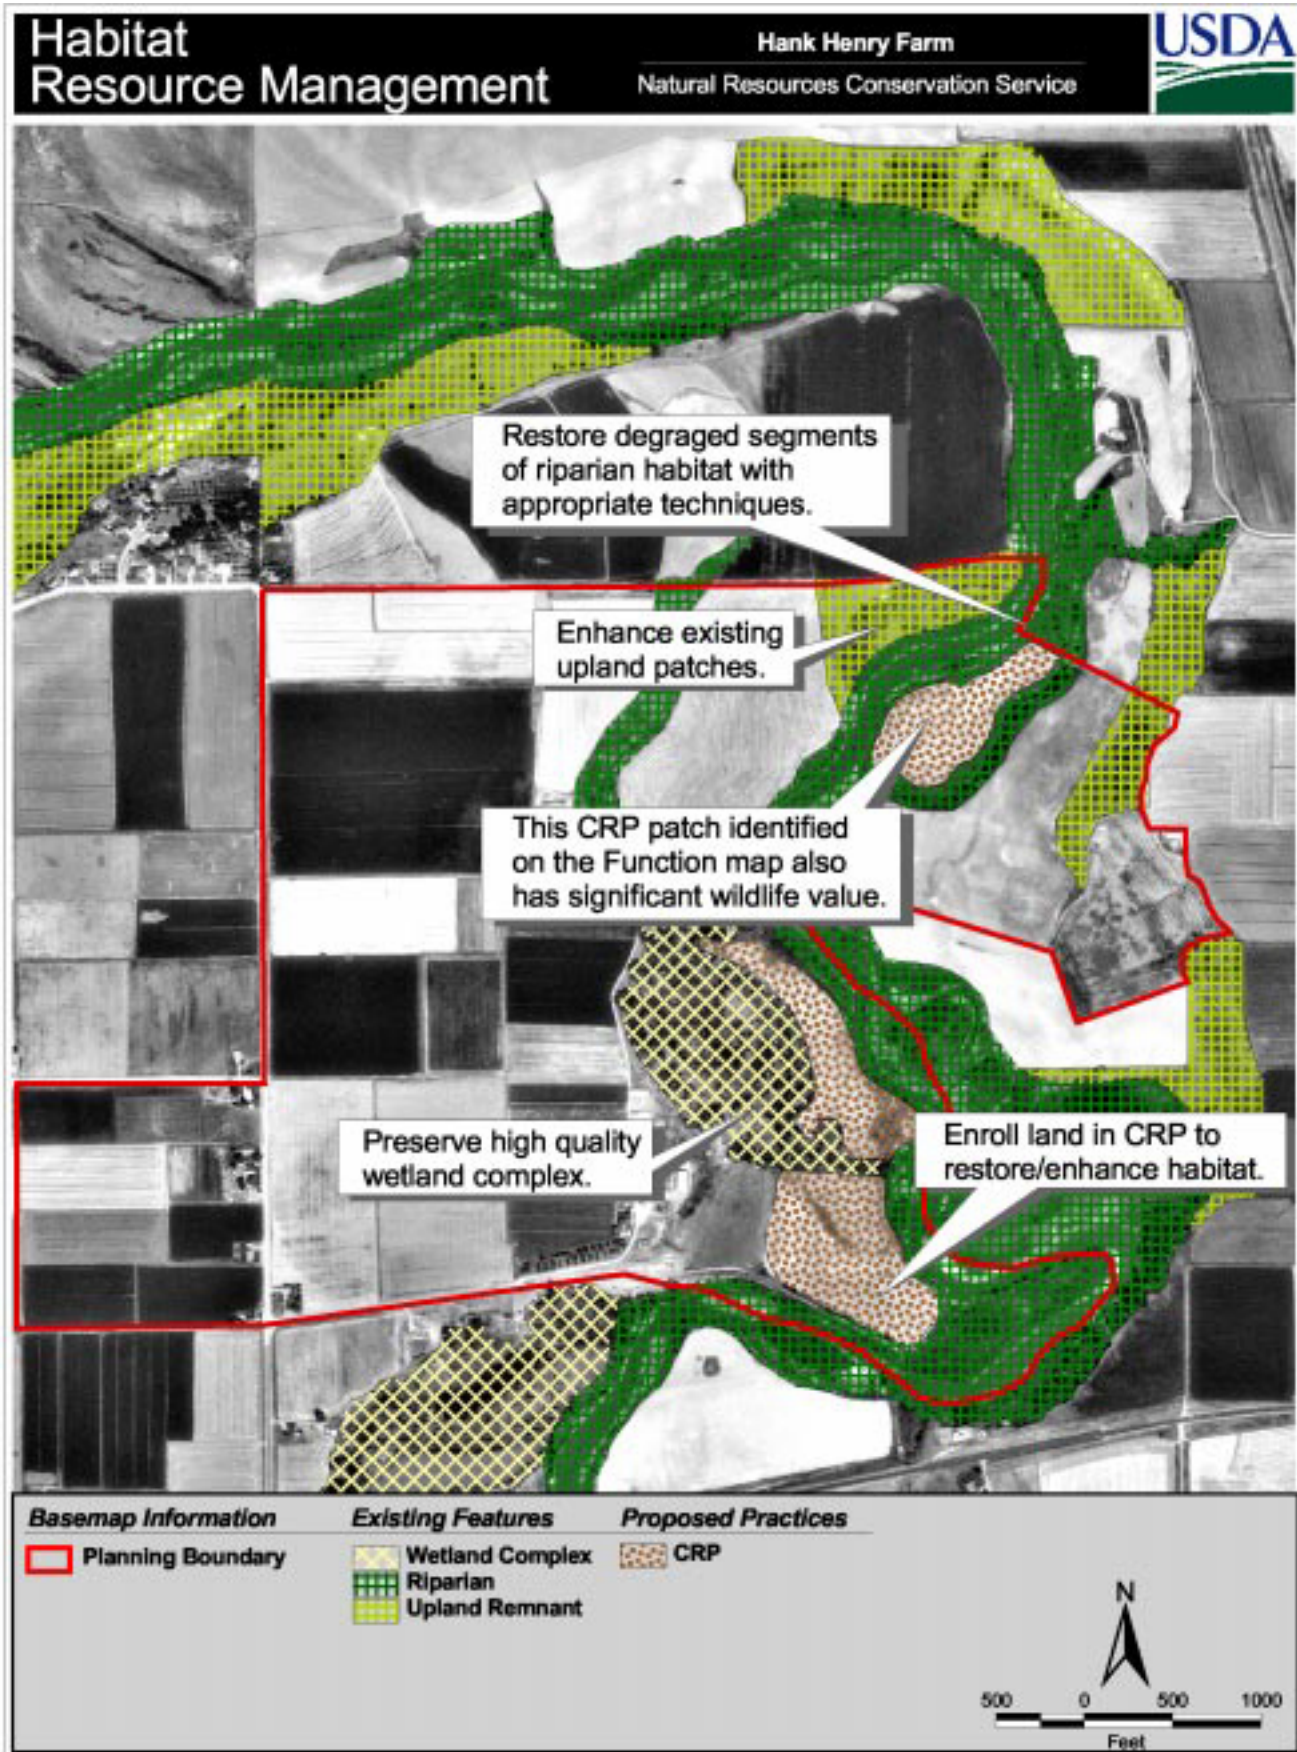 Habitat
Resource Management
Hank Henry Farm
Natural Resources Conservation Service
USDA
Restore degraged segments
of riparian habitat with
appropriate techniques.
Enhance existing
upland patches.
This CRP patch identified
on the Function map also
has significant wildlife value.
Preserve high quality
wetland complex.
Enroll land in CRP to
restore/enhance habitat.
Basemap Information
Planning Boundary
Existing Features
Wetland Complex
Riparian
Upland Remnant
Proposed Practices
CRP
N
500 0 500 1000
Feet